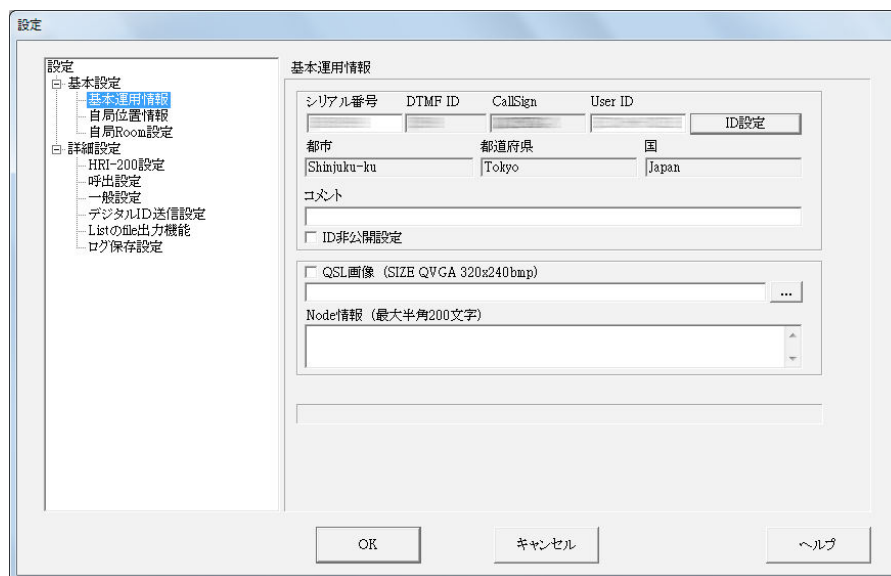 設定
設定
基本設定
基本運用情報
自局位置情報
自局Room設定
詳細設定
HRI-200設定
呼出設定
一般設定
デジタルID送信設定
Listのfile出力機能
ログ保存設定
基本運用情報
シリアル番号 DTMF ID CallSign User ID
ID設定
都市 都道府県 国
Shinjuku-ku Tokyo Japan
コメント
ID非公開設定
QSL画像 (SIZE QVGA 320x240bmp)
...
Node情報 (最大半角200文字)
OK キャンセル ヘルプ